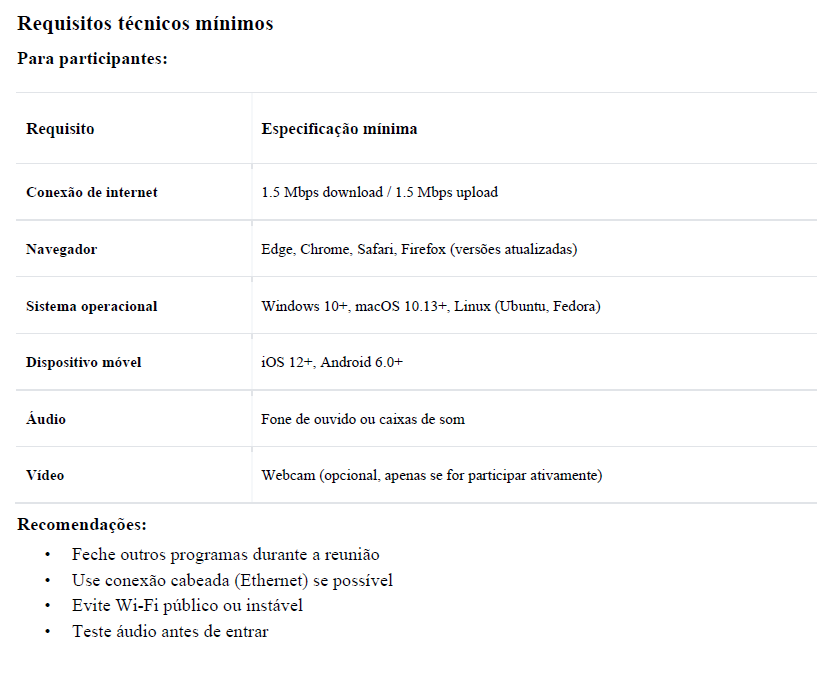 Requisitos técnicos mínimos
Para participantes:
Requisito Especificação mínima
Conexão de internet 1.5 Mbps download / 1.5 Mbps upload
Navegador Edge, Chrome, Safari, Firefox (versões atualizadas)
Sistema operacional Windows 10+, macOS 10.13+, Linux (Ubuntu, Fedora)
Dispositivo móvel iOS 12+, Android 6.0+
Áudio Fone de ouvido ou caixas de som
Vídeo Webcam (opcional, apenas se for participar ativamente)
Recomendações:
• Feche outros programas durante a reunião
• Use conexão cabeada (Ethernet) se possível
• Evite Wi-Fi público ou instável
• Teste áudio antes de entrar